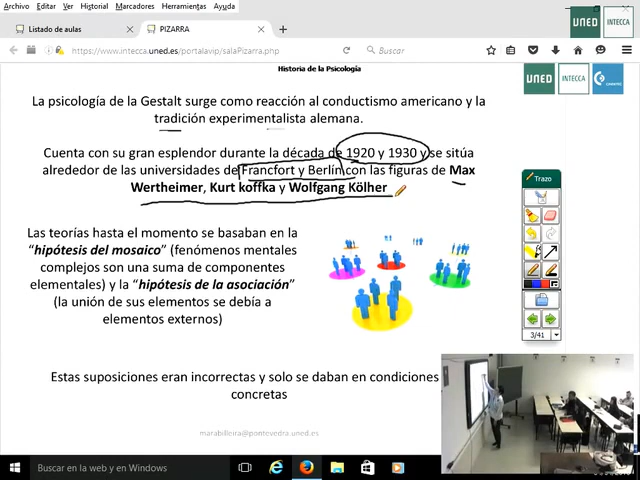 Archivo Editar Ver Historial Marcadores Herramientas Ayuda
Listado de aulas
PIZARRA
https://www.intecca.uned.es/portalavip/salaPizarra.php
Buscar
UNED
INTECCA
Historia de la Psicología
UNED
INTECCA
La psicología de la Gestalt surge como reacción al conductismo americano y la
tradición experimentalista alemana.
Cuenta con su gran esplendor durante la década de 1920 y 1930 y se sitúa
alrededor de las universidades de Francfort y Berlín con las figuras de Max
Wertheimer, Kurt koffka y Wolfgang Kölher
Trazo
Las teorías hasta el momento se basaban en la
"hipótesis del mosaico" (fenómenos mentales
complejos son una suma de componentes
elementales) y la "hipótesis de la asociación"
(la unión de sus elementos se debía a
elementos externos)
3/41
Estas suposiciones eran incorrectas y solo se daban en condiciones
concretas
marabilleira@pontevedra.uned.es
Buscar en la web y en Windows